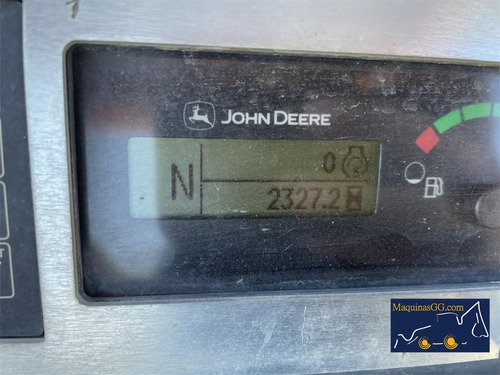 JOHN DEERE
N
0
2327.2
MaquinasGG.com